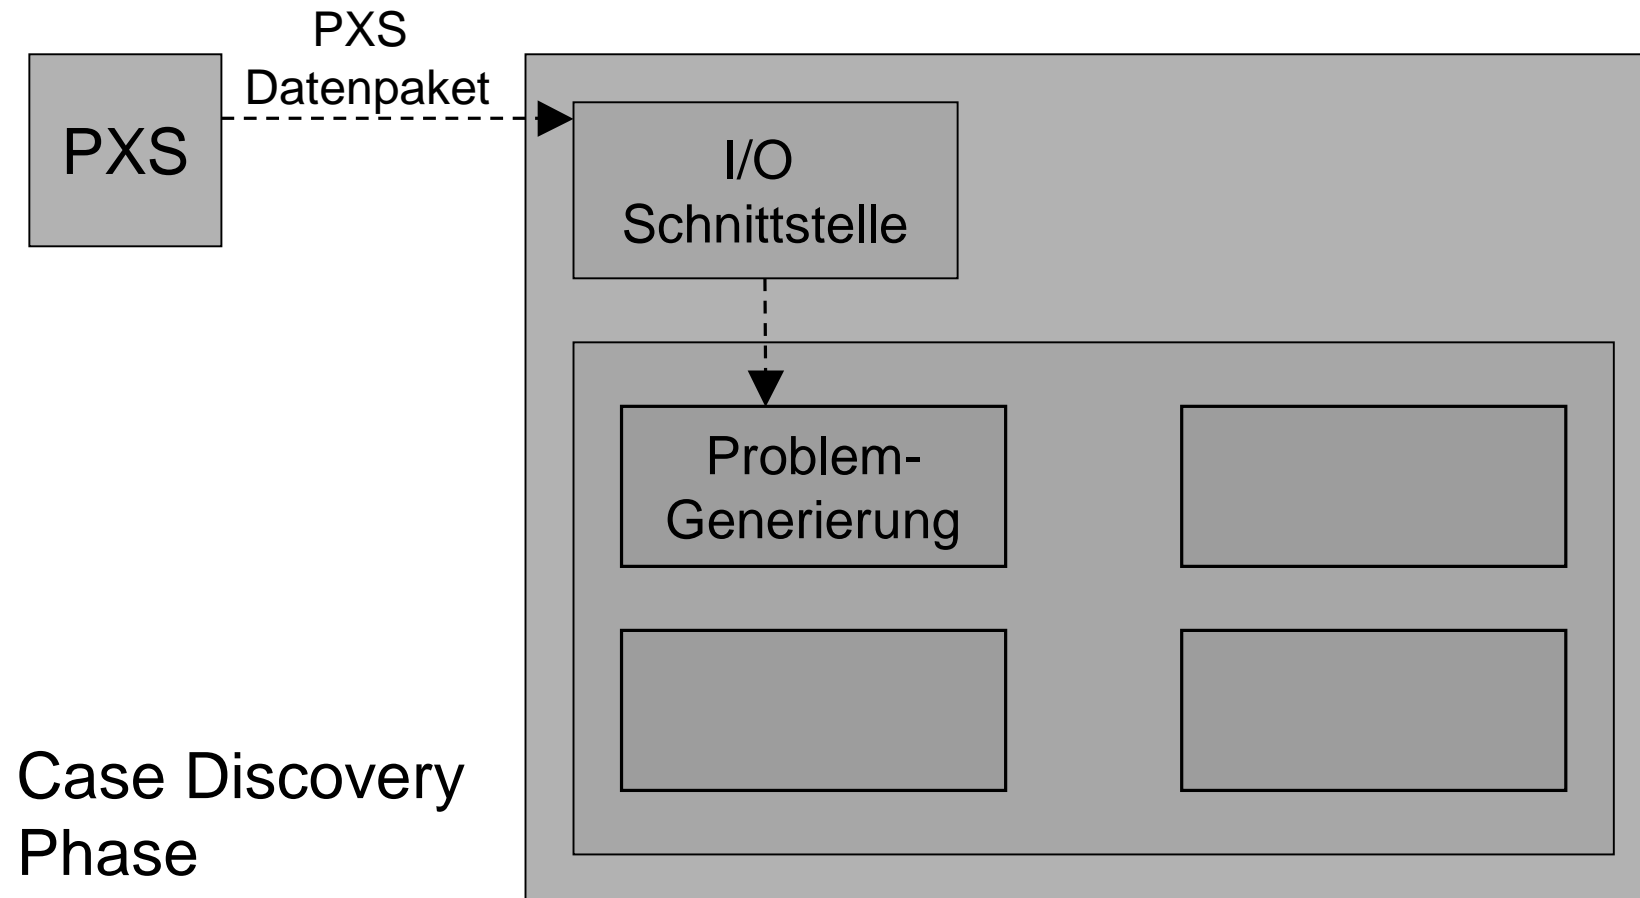 PXS
Datenpaket
PXS
I/O
Schnittstelle
Problem-
Generierung
Case Discovery
Phase